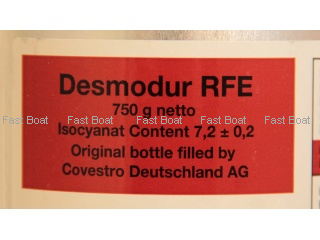 Desmodur RFE
750 g netto
Fast Boat Fast Boat Fast Boat Fast Boat Fast Boat
Isocyanat Content 7,2 ± 0,2
Original bottle filled by
Covestro Deutschland AG